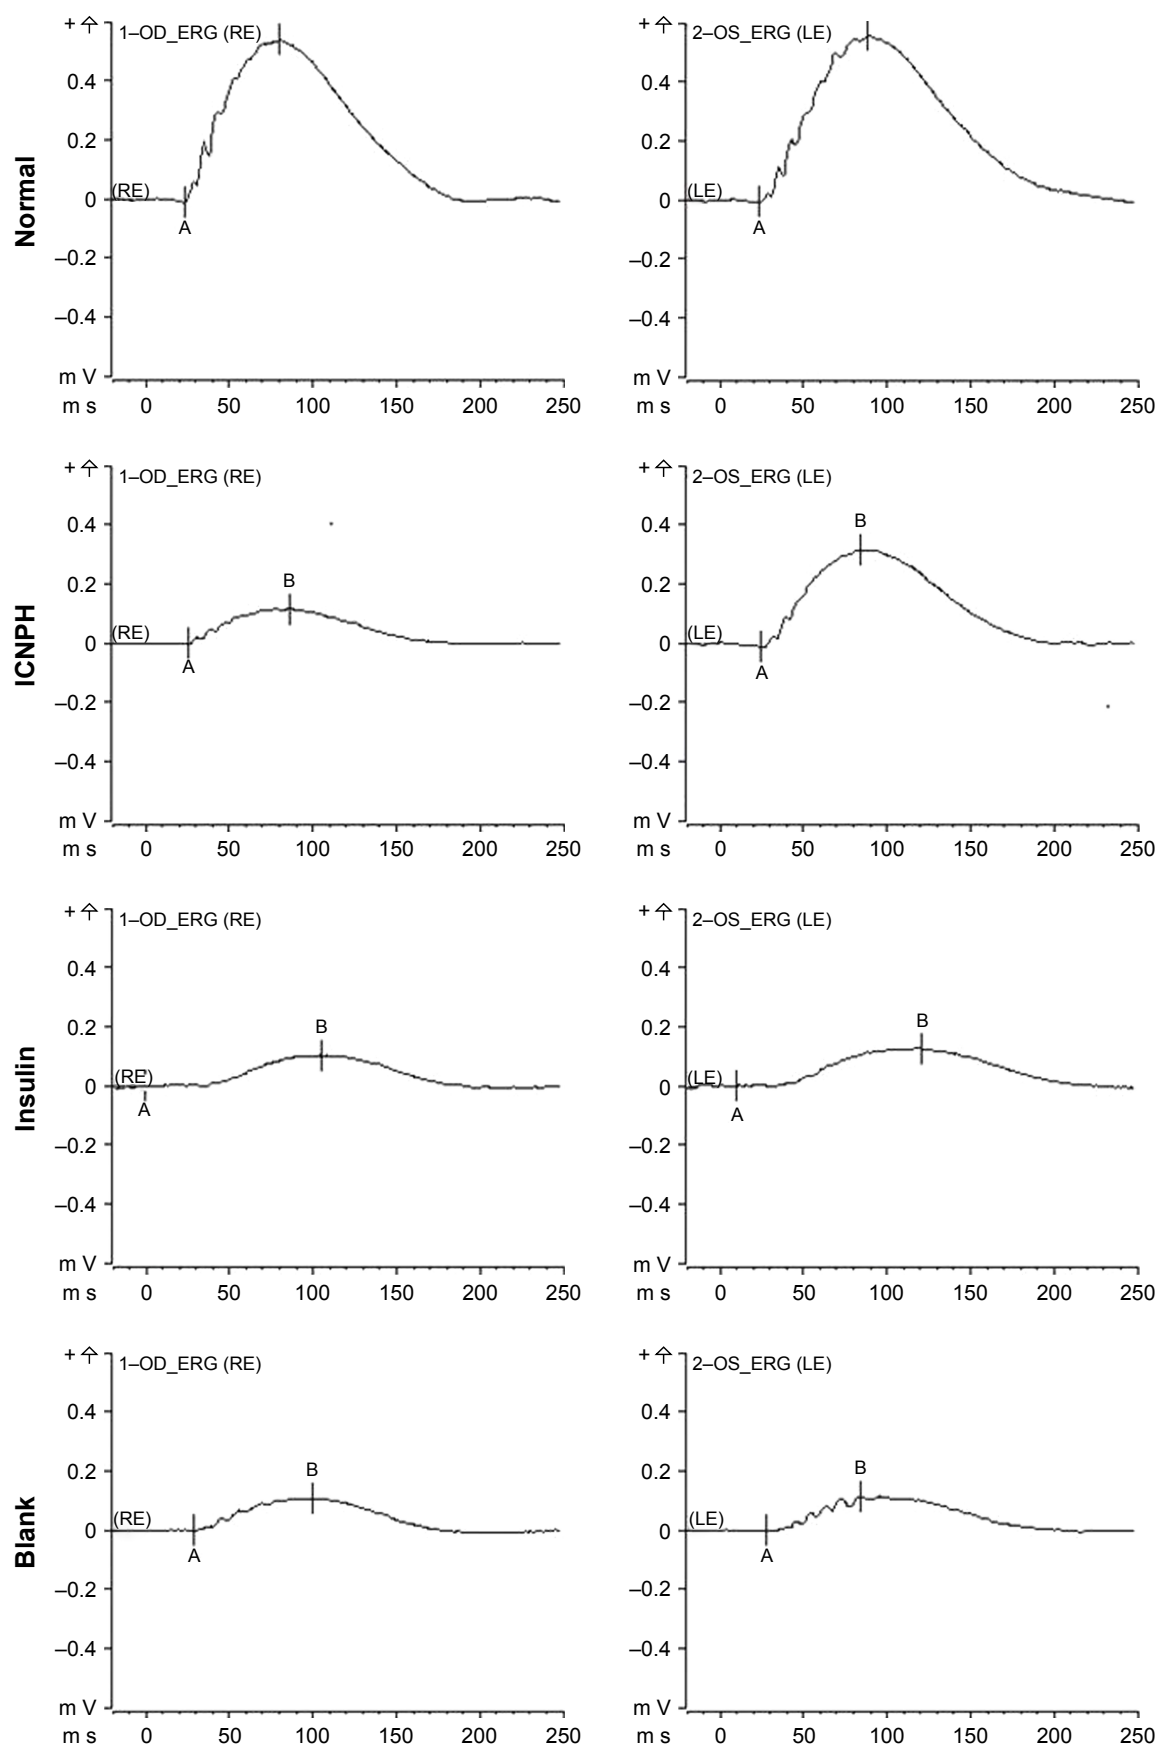 Normal
+ 1–OD_ERG (RE)
0.4
0.2
(RE)
0
A
–0.2
–0.4
m V
m s 0 50 100 150 200 250
+ 2–OS_ERG (LE)
0.4
0.2
(LE)
0
A
–0.2
–0.4
m V
m s 0 50 100 150 200 250
ICNPH
+ 1–OD_ERG (RE)
0.4
B
0.2
(RE)
0
A
–0.2
–0.4
m V
m s 0 50 100 150 200 250
+ 2–OS_ERG (LE)
B
0.4
0.2
(LE)
0
A
–0.2
–0.4
m V
m s 0 50 100 150 200 250
Insulin
+ 1–OD_ERG (RE)
0.4
B
0.2
(RE)
0
A
–0.2
–0.4
m V
m s 0 50 100 150 200 250
+ 2–OS_ERG (LE)
0.4
B
0.2
(LE)
0
A
–0.2
–0.4
m V
m s 0 50 100 150 200 250
Blank
+ 1–OD_ERG (RE)
0.4
B
0.2
(RE)
0
A
–0.2
–0.4
m V
m s 0 50 100 150 200 250
+ 2–OS_ERG (LE)
0.4
B
0.2
(LE)
0
A
–0.2
–0.4
m V
m s 0 50 100 150 200 250